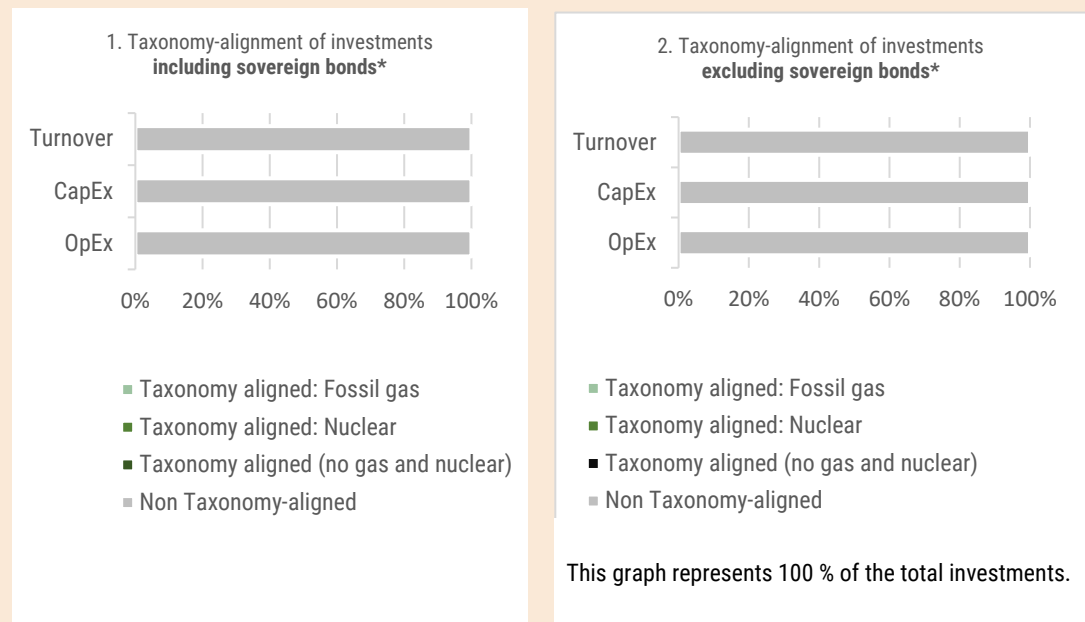 1. Taxonomy-alignment of investments
including sovereign bonds*
Turnover
CapEx
OpEx
0% 20% 40% 60% 80% 100%
Taxonomy aligned: Fossil gas
Taxonomy aligned: Nuclear
Taxonomy aligned (no gas and nuclear)
Non Taxonomy-aligned
2. Taxonomy-alignment of investments
excluding sovereign bonds*
Turnover
CapEx
OpEx
0% 20% 40% 60% 80% 100%
Taxonomy aligned: Fossil gas
Taxonomy aligned: Nuclear
Taxonomy aligned (no gas and nuclear)
Non Taxonomy-aligned
This graph represents 100 % of the total investments.